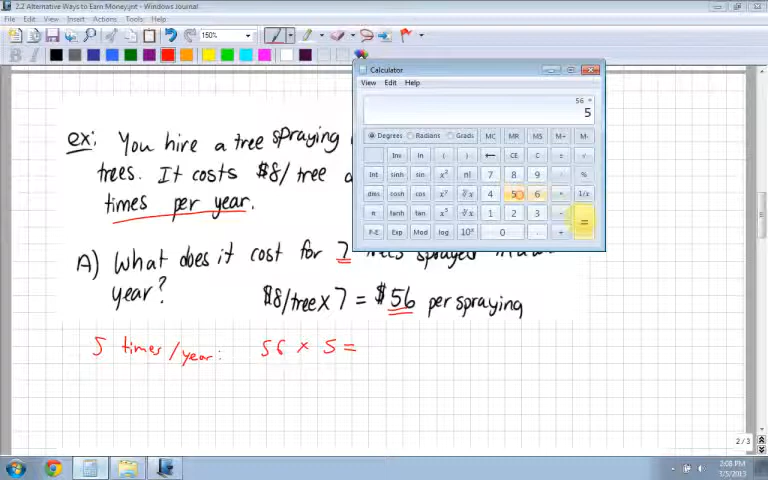 2.2 Alternative Ways to Earn Money.jnt - Windows Journal
File Edit View Insert Actions Tools Help
150%
Calculator
View Edit Help
56 *
5
Degrees Radians Grads MC MR MS M+ M-
Inv ln ( ) ← CE C ± √
Int sinh sin x² n! 7 8 9 / %
dms cosh cos xʸ ʸ√x 4 5 6 * 1/x
π tanh tan x³ ³√x 1 2 3 - =
F-E Exp Mod log 10ˣ 0 . +
ex: You hire a tree spraying
trees. It costs $8/tree
times per year.
A) What does it cost for 7 trees sprayed
year?
$8/tree x 7 = $56 per spraying
5 times/year: 56 × 5 =
2 / 3
2:08 PM
3/5/2013